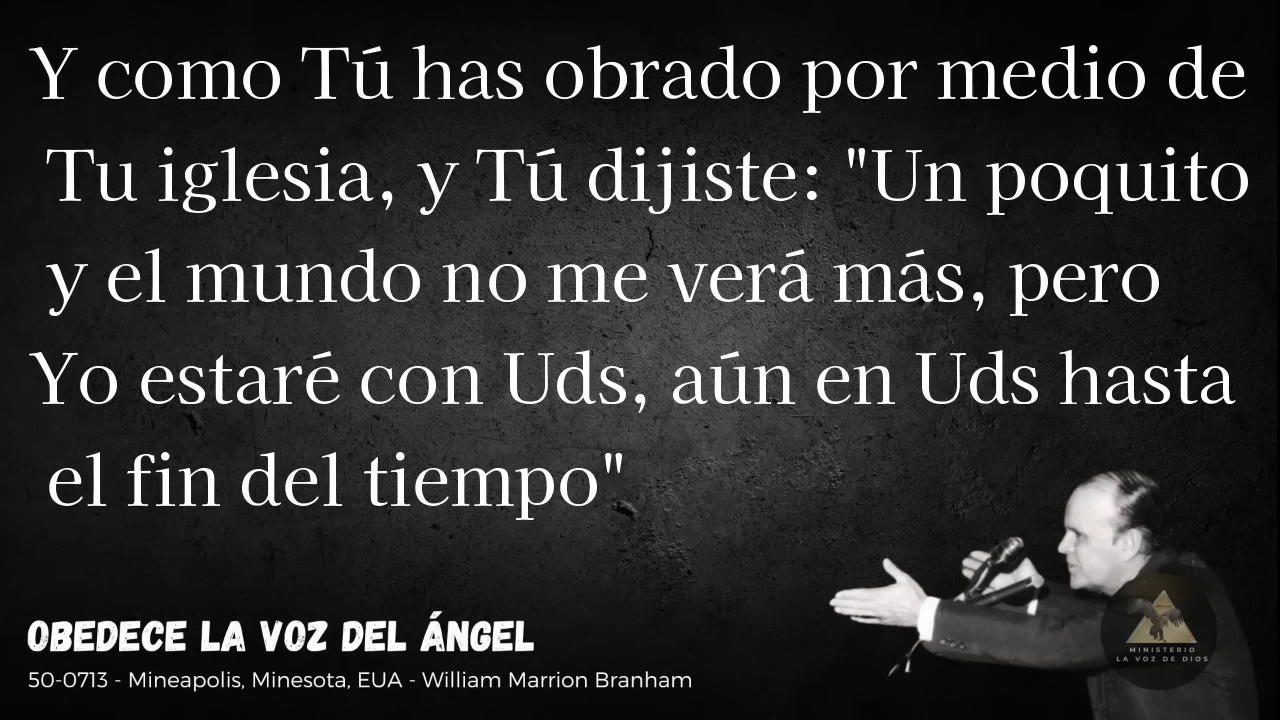 Y como Tú has obrado por medio de
Tu iglesia, y Tú dijiste: "Un poquito
y el mundo no me verá más, pero
Yo estaré con Uds, aún en Uds hasta
el fin del tiempo"
OBEDECE LA VOZ DEL ÁNGEL
50-0713 - Mineapolis, Minesota, EUA - William Marrion Branham
MINISTERIO
LA VOZ DE DIOS